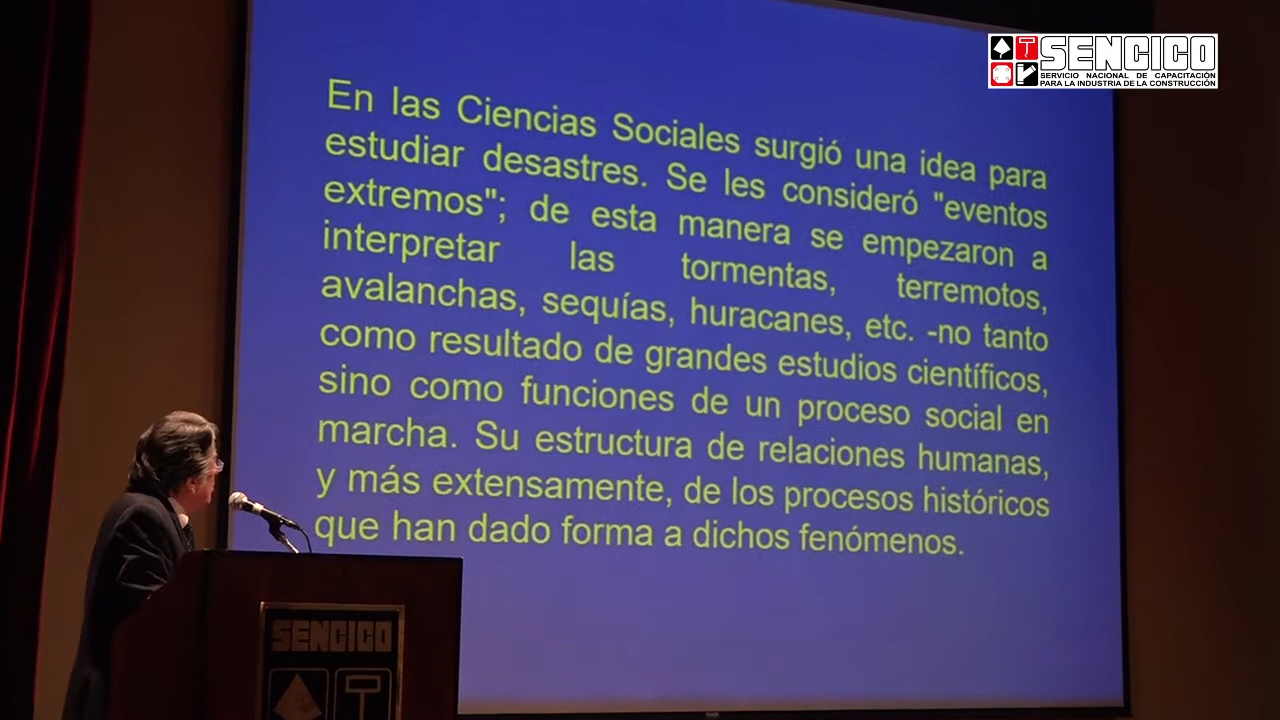 SENCICO
SERVICIO NACIONAL DE CAPACITACIÓN
PARA LA INDUSTRIA DE LA CONSTRUCCIÓN
En las Ciencias Sociales surgió una idea para
estudiar desastres. Se les consideró "eventos
extremos"; de esta manera se empezaron a
interpretar las tormentas, terremotos,
avalanchas, sequías, huracanes, etc. -no tanto
como resultado de grandes estudios científicos,
sino como funciones de un proceso social en
marcha. Su estructura de relaciones humanas,
y más extensamente, de los procesos históricos
que han dado forma a dichos fenómenos.
SENCICO